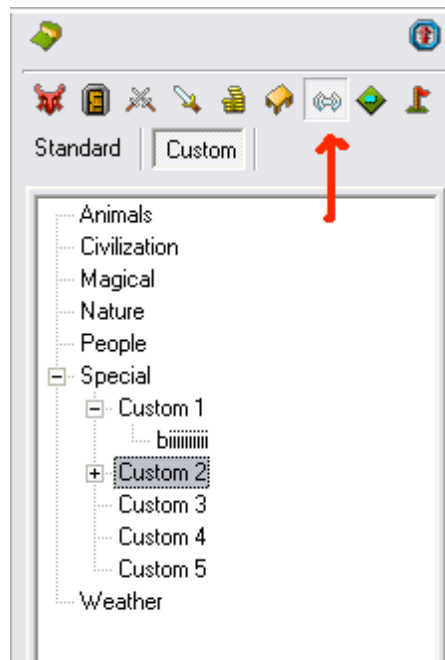 Standard Custom
Animals
Civilization
Magical
Nature
People
Special
Custom 1
biiiiiiiii
Custom 2
Custom 3
Custom 4
Custom 5
Weather